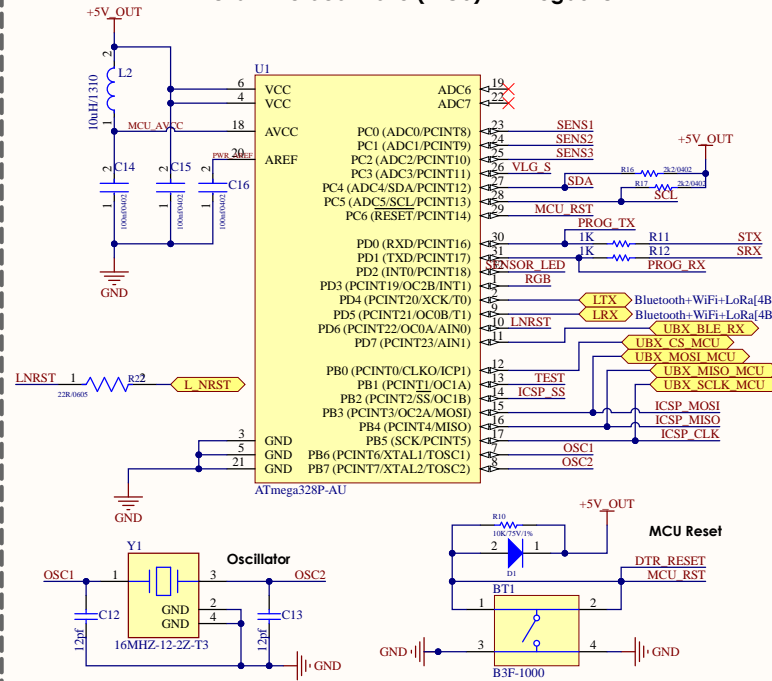 +5V_OUT
U1
2
L2
1
10uH/1310
MCU_AVCC
6 VCC
4 VCC
18 AVCC
20 AREF
ADC6 19
ADC7 22
PC0 (ADC0/PCINT8) 23 SENS1
PC1 (ADC1/PCINT9) 24 SENS2
PC2 (ADC2/PCINT10) 25 SENS3
PC3 (ADC3/PCINT11) 26 VLG_S
PC4 (ADC4/SDA/PCINT12) 27 SDA
PC5 (ADC5/SCL/PCINT13) 28 SCL
PC6 (RESET/PCINT14) 29 MCU_RST
+5V_OUT
R16 2k2/0402
R17 2k2/0402
2 C14 1 100nf/0402
2 C15 1 100nf/0402
2 C16 1 100nf/0402
GND
PROG_TX
PD0 (RXD/PCINT16) 30 1K R11 STX
PD1 (TXD/PCINT17) 31 1K R12 SRX
PD2 (INT0/PCINT18) 32 SENSOR_LED
PROG_RX
PD3 (PCINT19/OC2B/INT1) 1 RGB
PD4 (PCINT20/XCK/T0) 2 LTX Bluetooth+WiFi+LoRa[4B
PD5 (PCINT21/OC0B/T1) 9 LRX Bluetooth+WiFi+LoRa[4B
PD6 (PCINT22/OC0A/AIN0) 10 LNRST
PD7 (PCINT23/AIN1) 11 UBX_BLE_RX
UBX_CS_MCU
UBX_MOSI_MCU
UBX_MISO_MCU
UBX_SCLK_MCU
PB0 (PCINT0/CLKO/ICP1) 12
PB1 (PCINT1/OC1A) 13 TEST
PB2 (PCINT2/SS/OC1B) 14 ICSP_SS
PB3 (PCINT3/OC2A/MOSI) 15 ICSP_MOSI
PB4 (PCINT4/MISO) 16 ICSP_MISO
PB5 (SCK/PCINT5) 17 ICSP_CLK
PB6 (PCINT6/XTAL1/TOSC1) 7 OSC1
PB7 (PCINT7/XTAL2/TOSC2) 8 OSC2
LNRST 1 R22 2 L_NRST
22R/0605
3 GND
5 GND
21 GND
GND
ATmega328P-AU
Y1
Oscillator
OSC1 1 3 OSC2
GND 2
GND 4
C12
12pf
C13
12pf
16MHZ-12-2Z-T3
GND
+5V_OUT
MCU Reset
R10
10K/75V/1%
2 1
D1
DTR_RESET
MCU_RST
BT1
1 2
3 4
GND
GND
B3F-1000